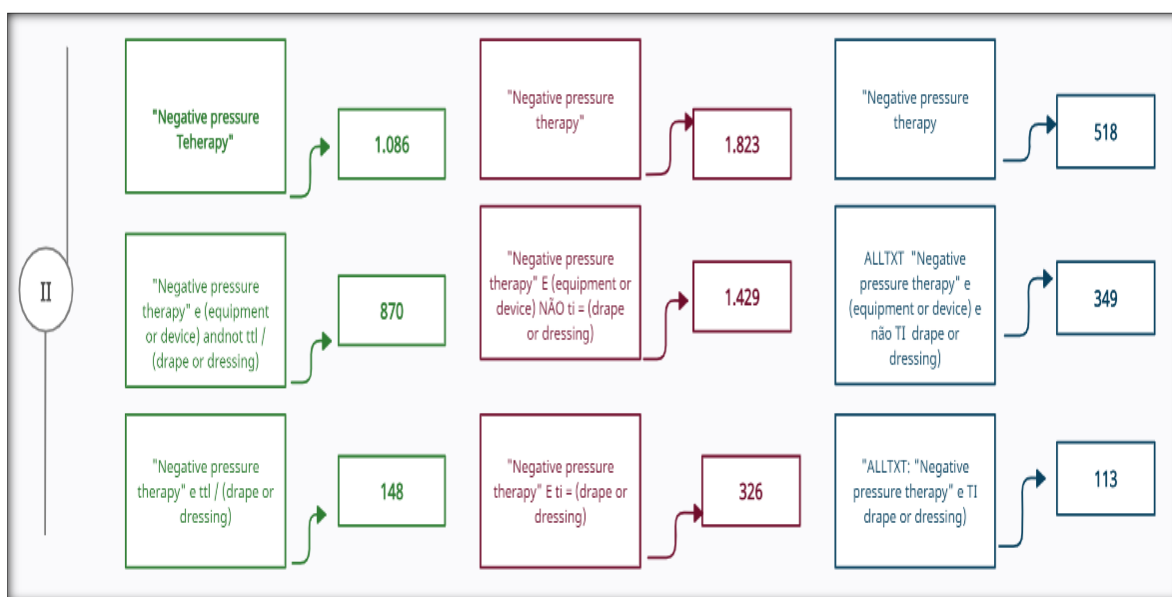 "Negative pressure
Teherapy"
1.086
"Negative pressure
therapy"
1.823
"Negative pressure
therapy
518
II
"Negative pressure
therapy" e (equipment
or device) andnot ttl /
(drape or dressing)
870
"Negative pressure
therapy" E (equipment or
device) NÃO ti = (drape
or dressing)
1.429
ALLTXT "Negative
pressure therapy" e
(equipment or device) e
não TI drape or
dressing)
349
"Negative pressure
therapy" e ttl / (drape or
dressing)
148
"Negative pressure
therapy" E ti = (drape or
dressing)
326
"ALLTXT: "Negative
pressure therapy" e TI
drape or dressing)
113